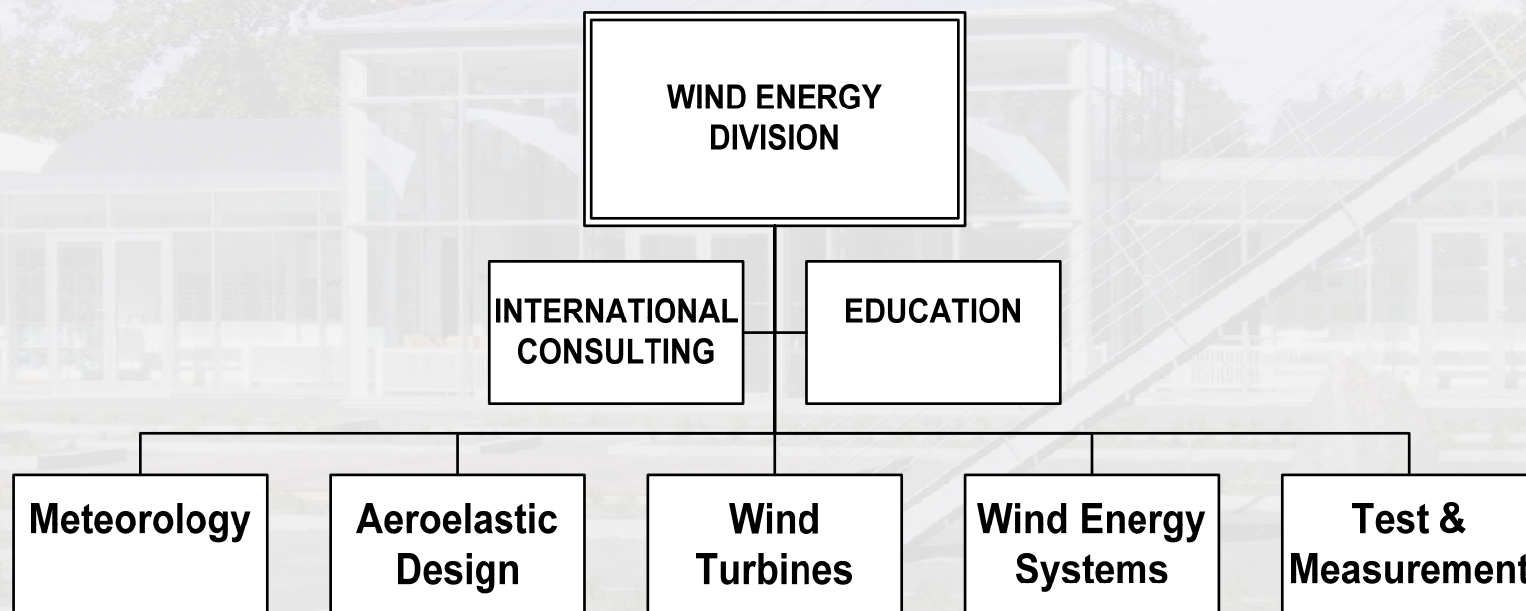 WIND ENERGY
DIVISION
INTERNATIONAL
CONSULTING
EDUCATION
Meteorology
Aeroelastic
Design
Wind
Turbines
Wind Energy
Systems
Test &
Measurement